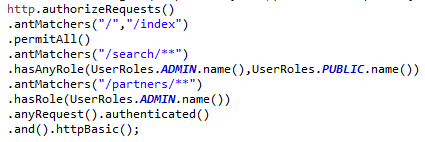 http.authorizeRequests()
.antMatchers("/","/index")
.permitAll()
.antMatchers("/search/**")
.hasAnyRole(UserRoles.ADMIN.name(),UserRoles.PUBLIC.name())
.antMatchers("/partners/**")
.hasRole(UserRoles.ADMIN.name())
.anyRequest().authenticated()
.and().httpBasic();